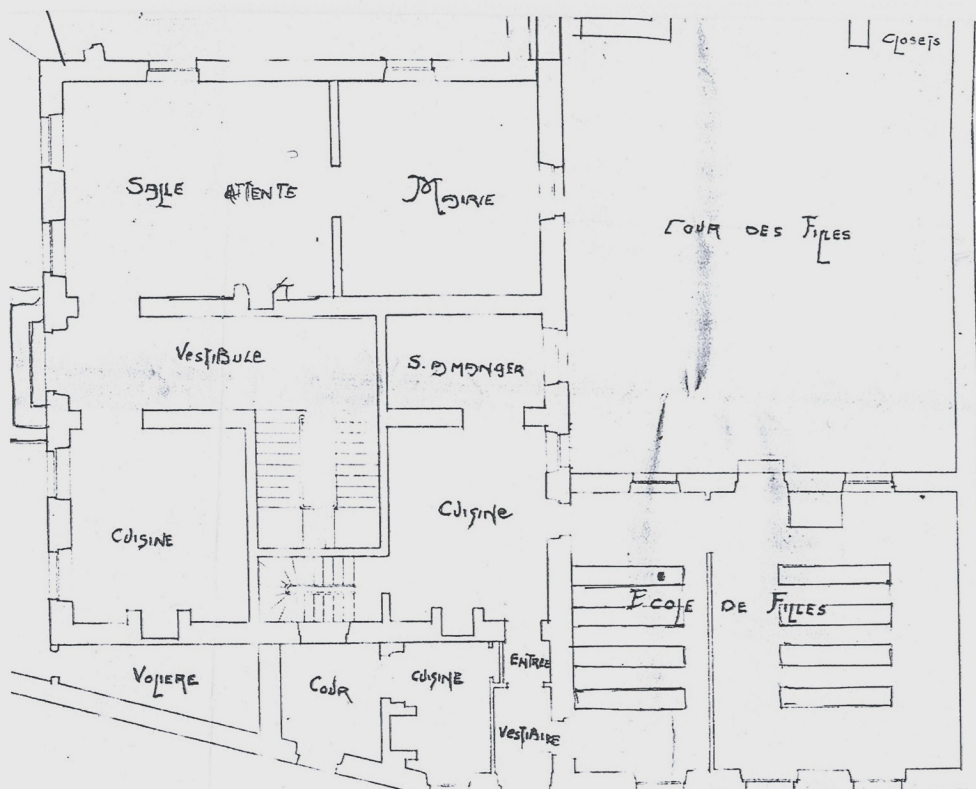 CLOSETS
SALLE ATTENTE
MAIRIE
COUR DES FILLES
VESTIBULE
S. A MANGER
CUISINE
CUISINE
ECOLE DE FILLES
VOLIERE
COUR
CUISINE
ENTREE
VESTIAIRE